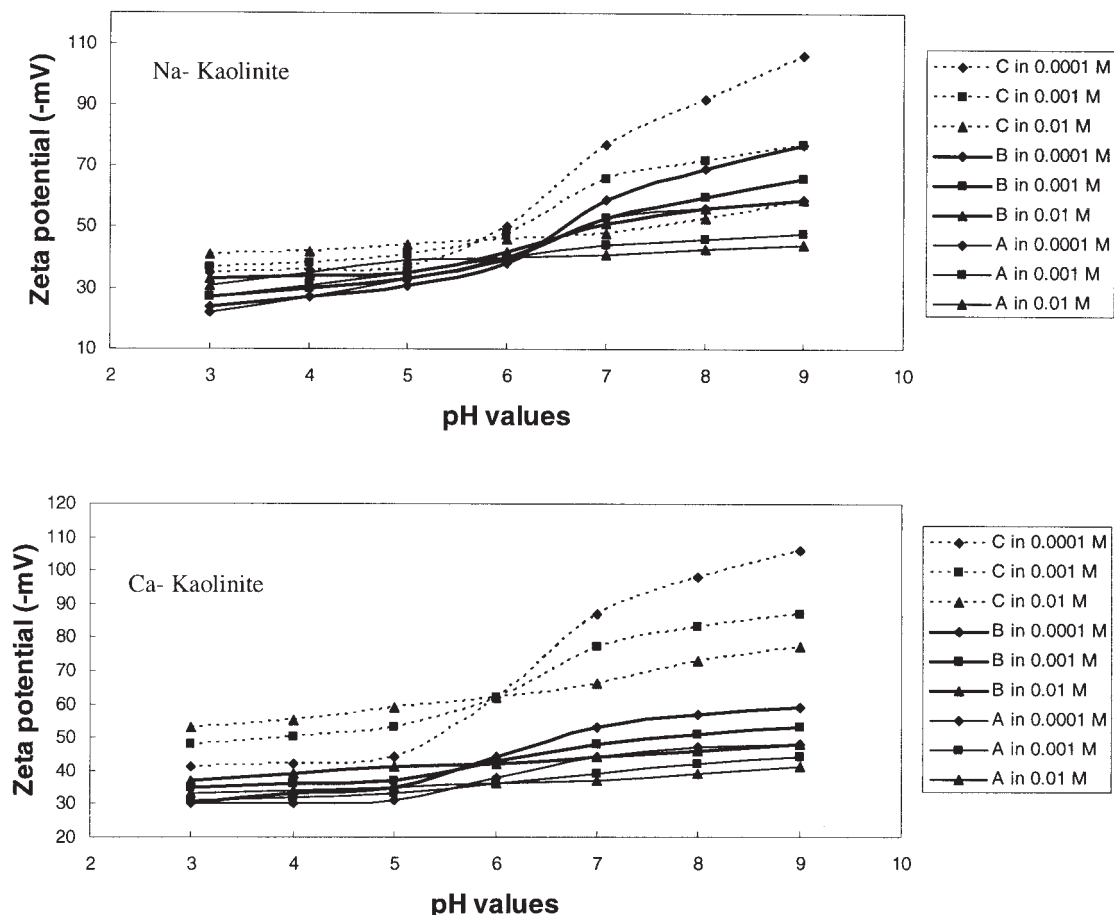 110
90
70
50
30
10
Zeta potential (-mV)
Na- Kaolinite
2 3 4 5 6 7 8 9 10
pH values
C in 0.0001 M
C in 0.001 M
C in 0.01 M
B in 0.0001 M
B in 0.001 M
B in 0.01 M
A in 0.0001 M
A in 0.001 M
A in 0.01 M
120
110
100
90
80
70
60
50
40
30
20
Zeta potential (-mV)
Ca- Kaolinite
2 3 4 5 6 7 8 9 10
pH values
C in 0.0001 M
C in 0.001 M
C in 0.01 M
B in 0.0001 M
B in 0.001 M
B in 0.01 M
A in 0.0001 M
A in 0.001 M
A in 0.01 M